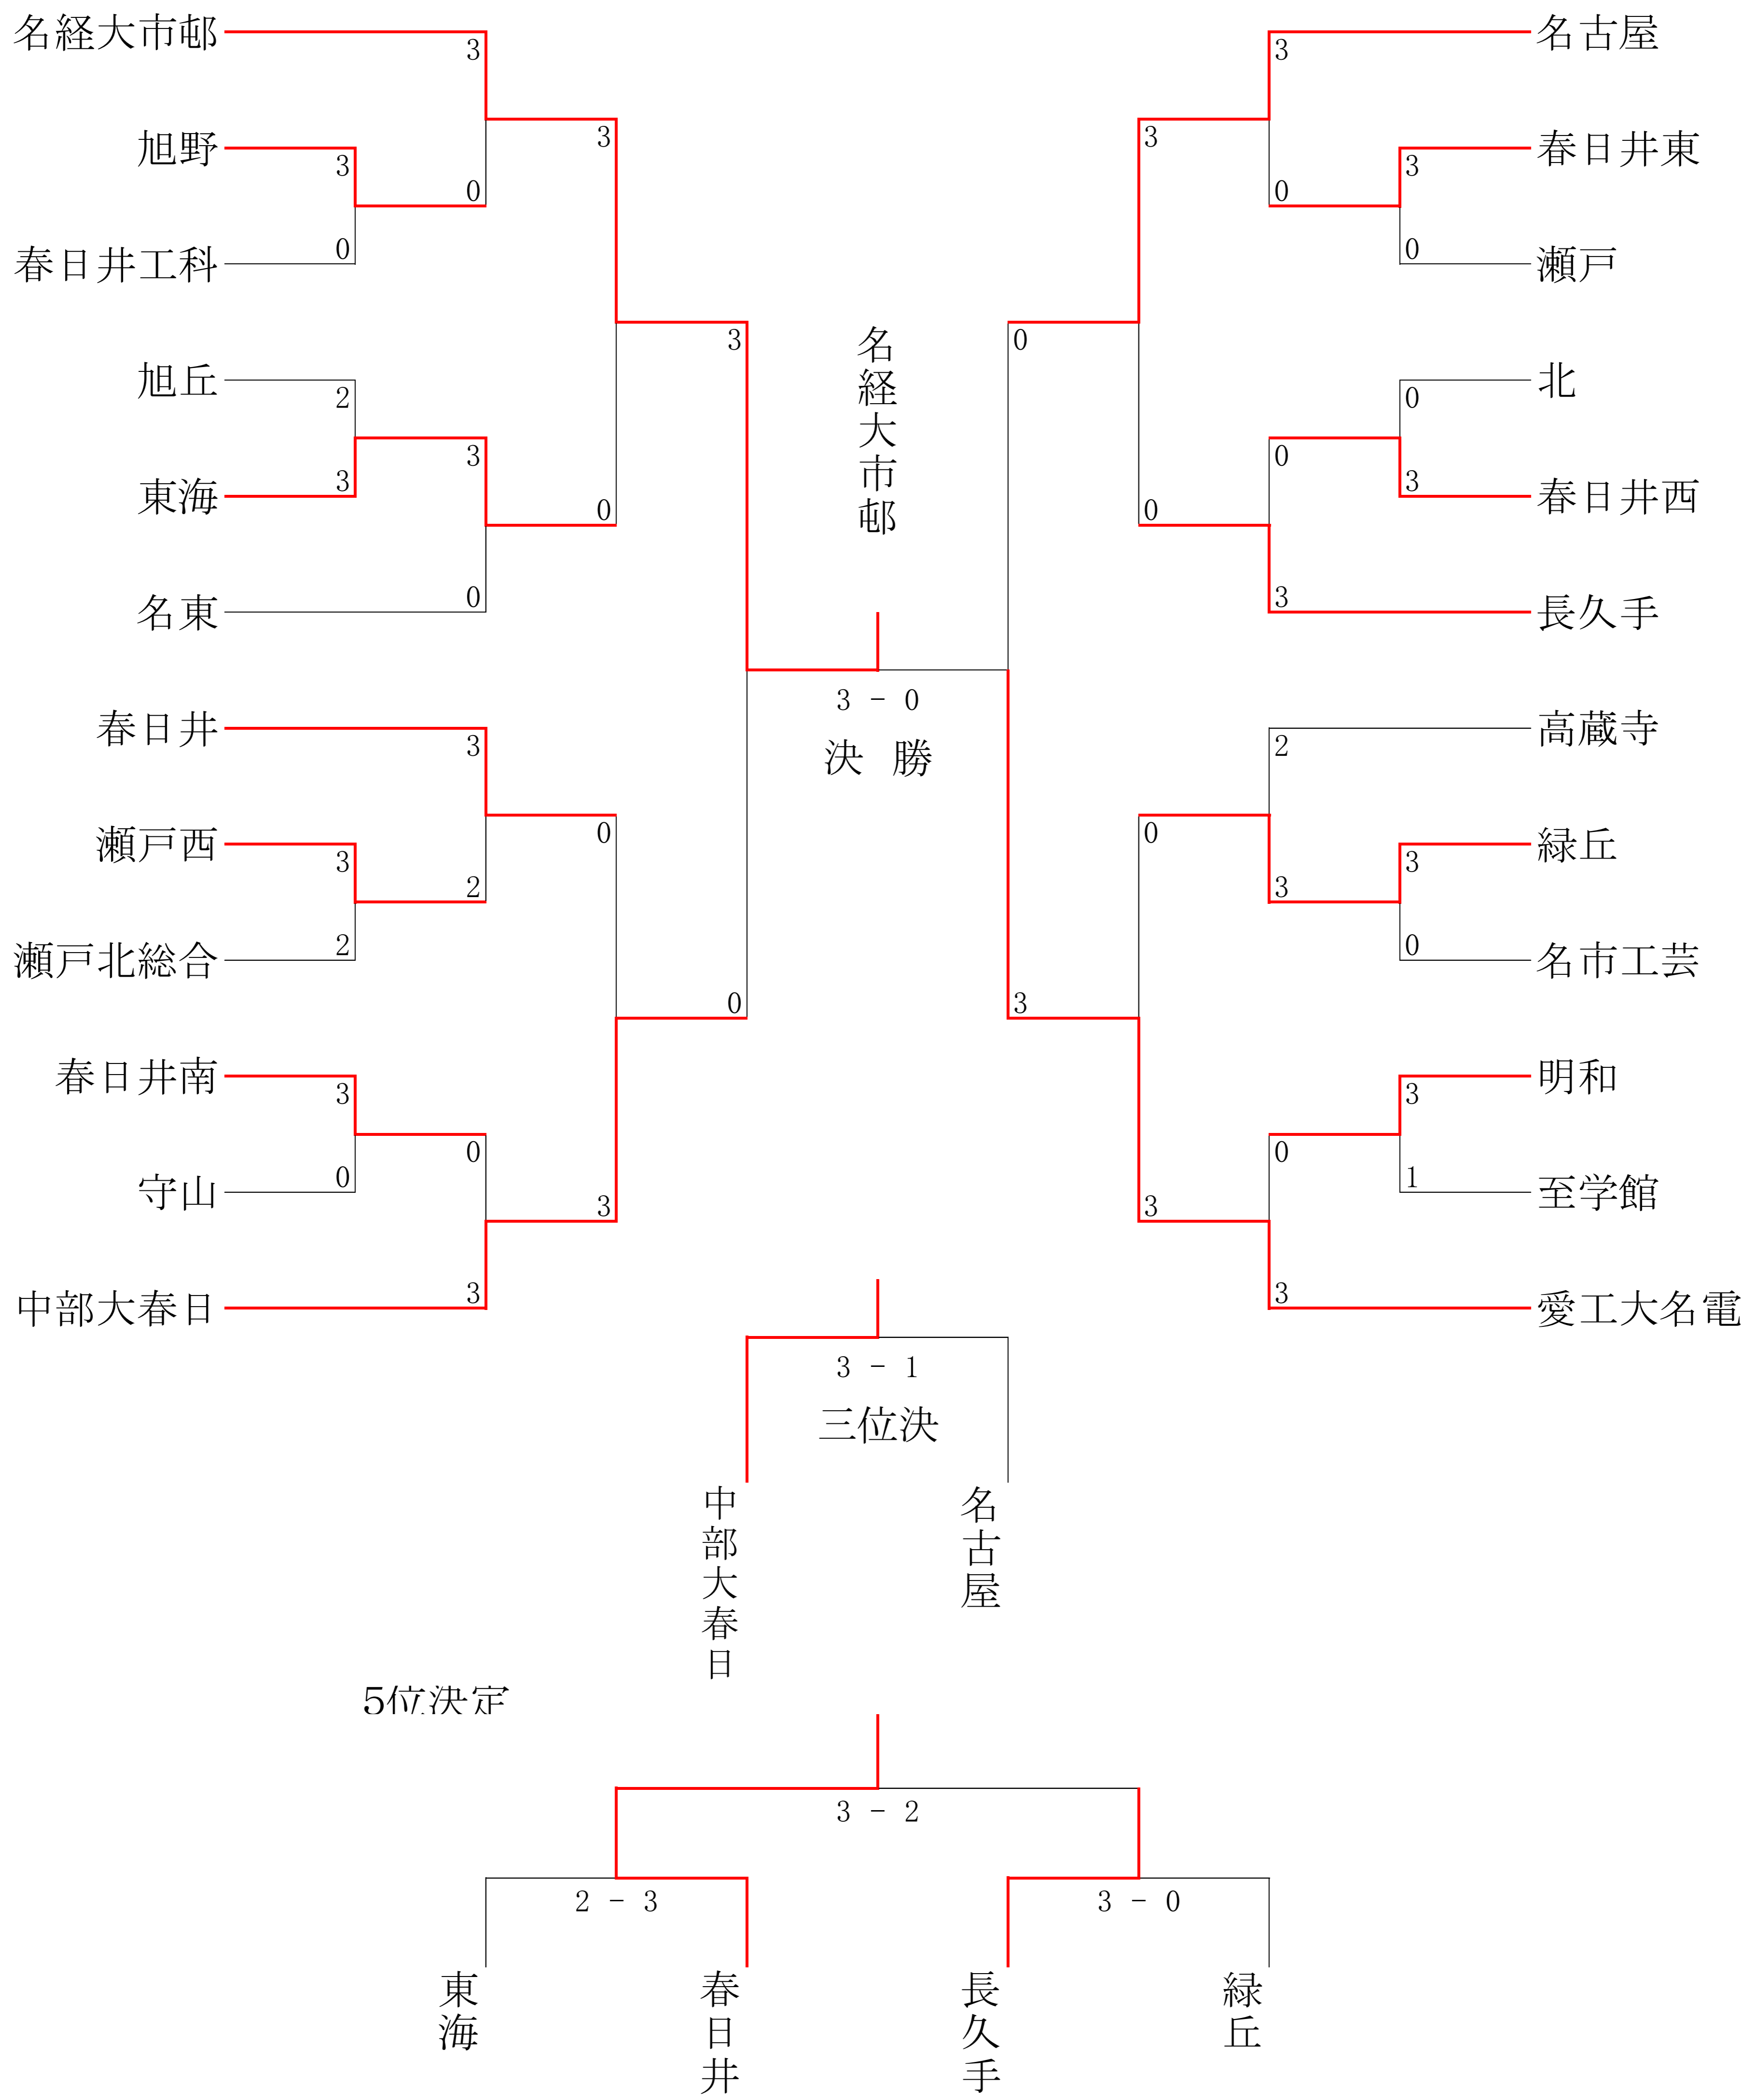 名経大市邨
3
旭野
3
3
0
春日井工科
0
旭丘
2
3
東海
3
3
0
名東
0
春日井
3
瀬戸西
3
0
2
瀬戸北総合
2
春日井南
3
0
守山
0
0
3
中部大春日
3
名経大市邨
3 - 0
決 勝
名古屋
3
春日井東
3
3
0
瀬戸
0
北
0
0
春日井西
3
0
0
長久手
3
高蔵寺
2
緑丘
3
0
3
名市工芸
0
明和
3
3
0
至学館
1
3
愛工大名電
3
3 - 1
三位決
中部大春日
名古屋
5位決定
3 - 2
2 - 3
3 - 0
東海
春日井
長久手
緑丘